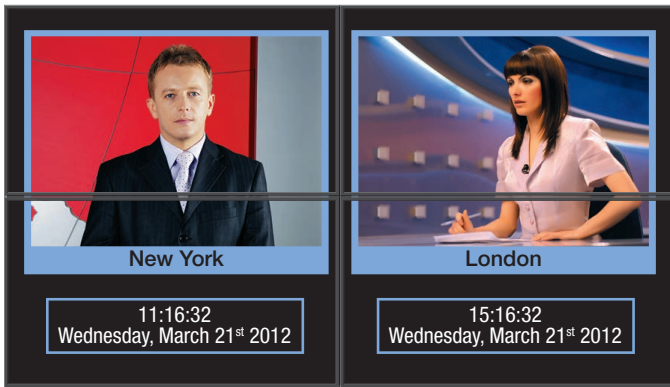 New York
11:16:32
Wednesday, March 21st 2012
London
15:16:32
Wednesday, March 21st 2012